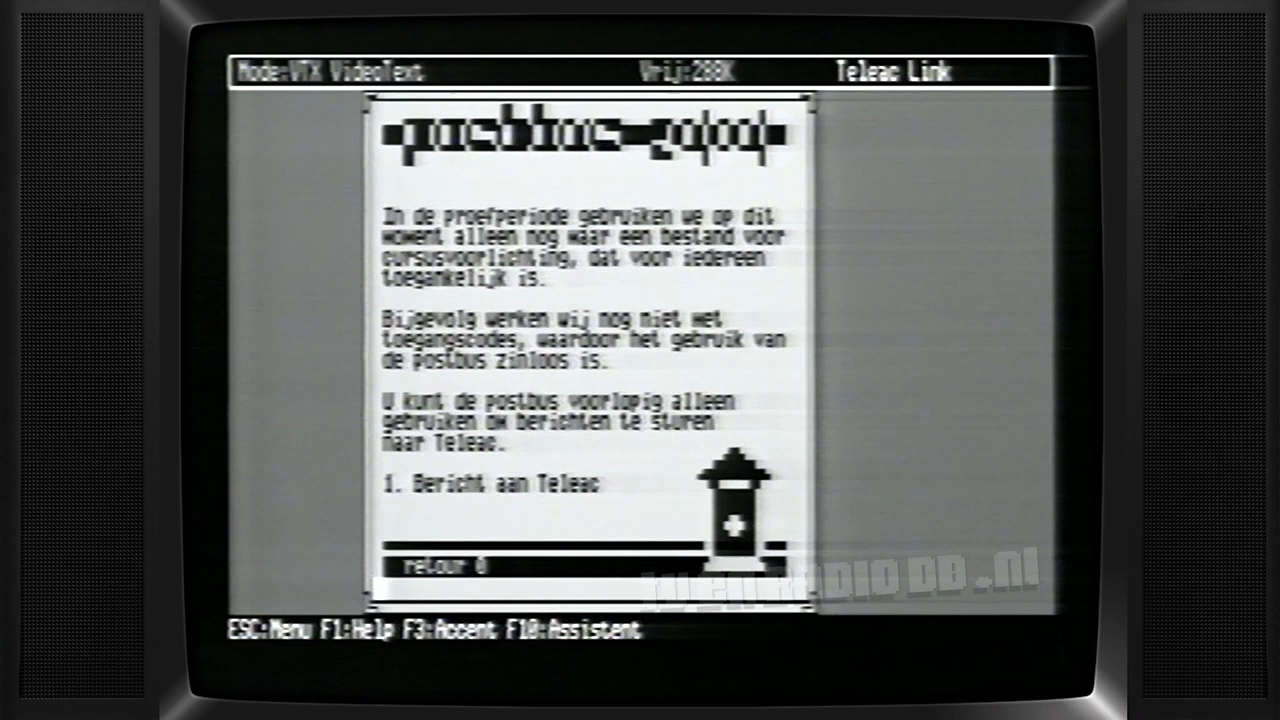 Mode:VTX VideoText Vrij:288K Teleac Link
In de proefperiode gebruiken we op dit
moment alleen nog maar een bestand voor
cursusvoorlichting, dat voor iedereen
toegankelijk is.
Bijgevolg werken wij nog niet met
toegangscodes, waardoor het gebruik van
de postbus zinloos is.
U kunt de postbus voorlopig alleen
gebruiken om berichten te sturen
naar Teleac.
1. Bericht aan Teleac
retour 0
ESC:Menu F1:Help F3:Accent F10:Assistent